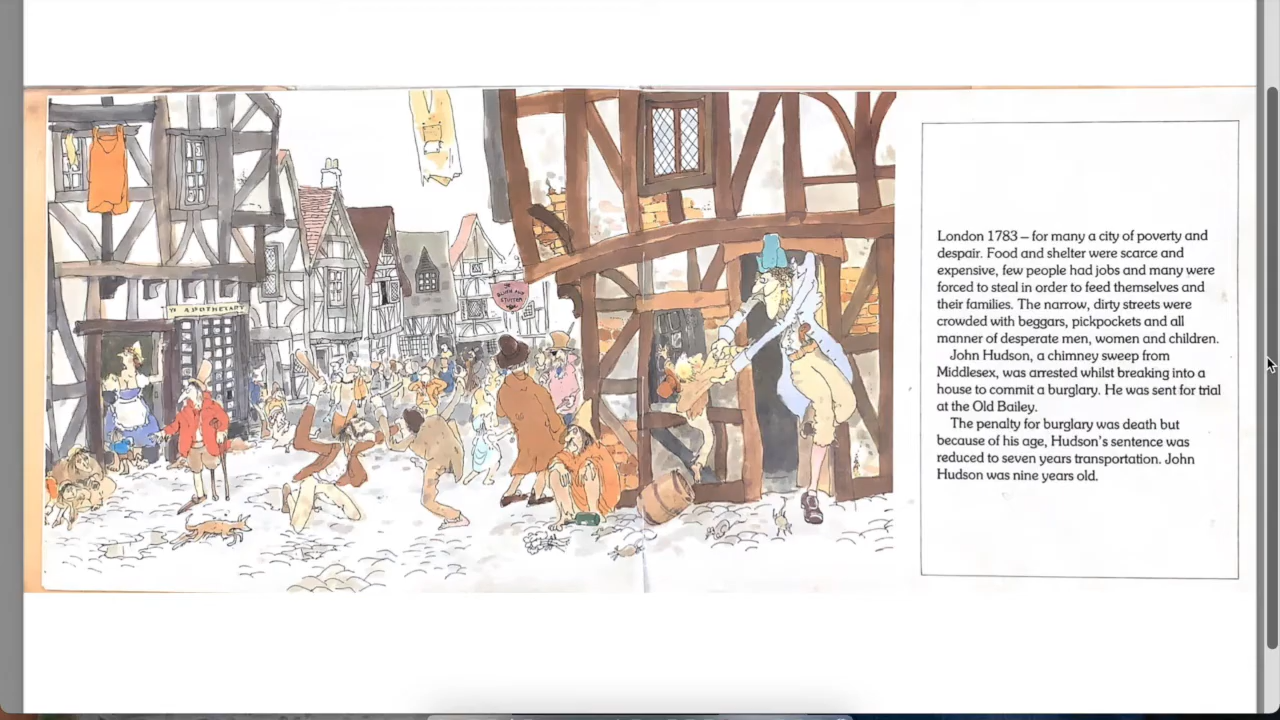 YE APOTHECARY
London 1783 – for many a city of poverty and
despair. Food and shelter were scarce and
expensive, few people had jobs and many were
forced to steal in order to feed themselves and
their families. The narrow, dirty streets were
crowded with beggars, pickpockets and all
manner of desperate men, women and children.
John Hudson, a chimney sweep from
Middlesex, was arrested whilst breaking into a
house to commit a burglary. He was sent for trial
at the Old Bailey.
The penalty for burglary was death but
because of his age, Hudson's sentence was
reduced to seven years transportation. John
Hudson was nine years old.